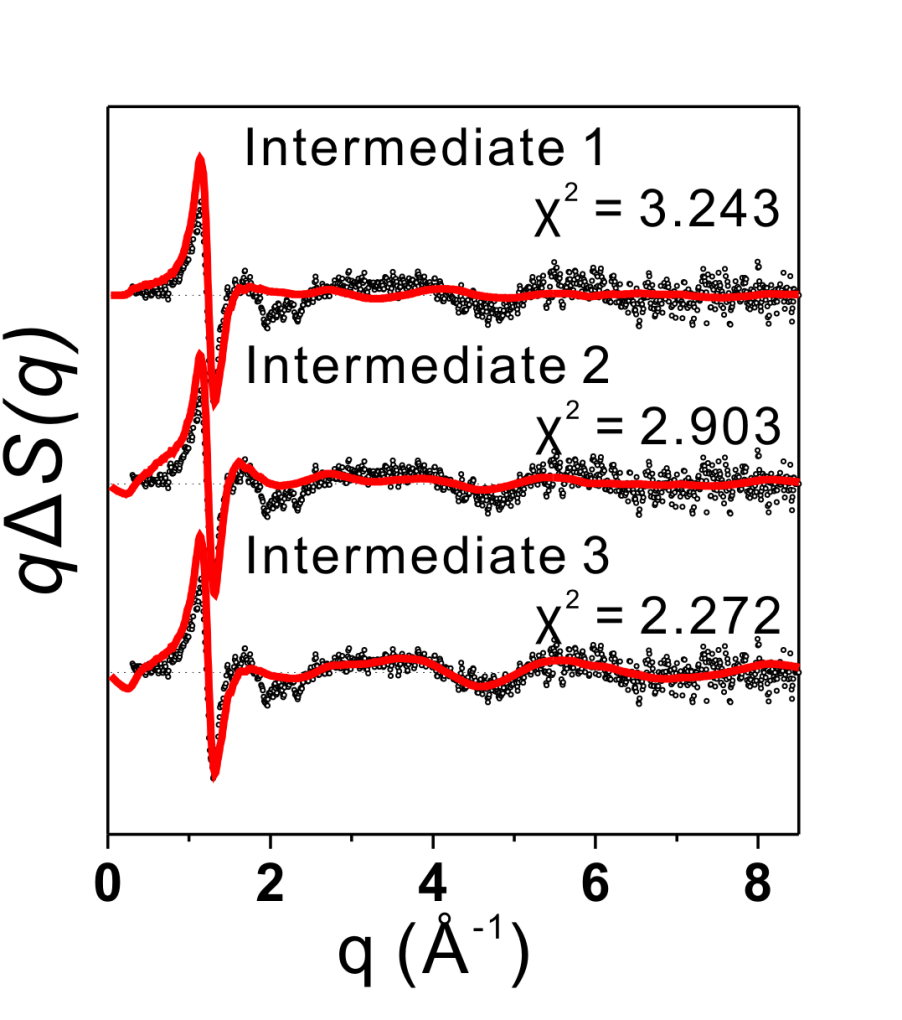 Intermediate 1
χ² = 3.243
Intermediate 2
χ² = 2.903
Intermediate 3
χ² = 2.272
qΔS(q)
0 2 4 6 8
q (Å⁻¹)